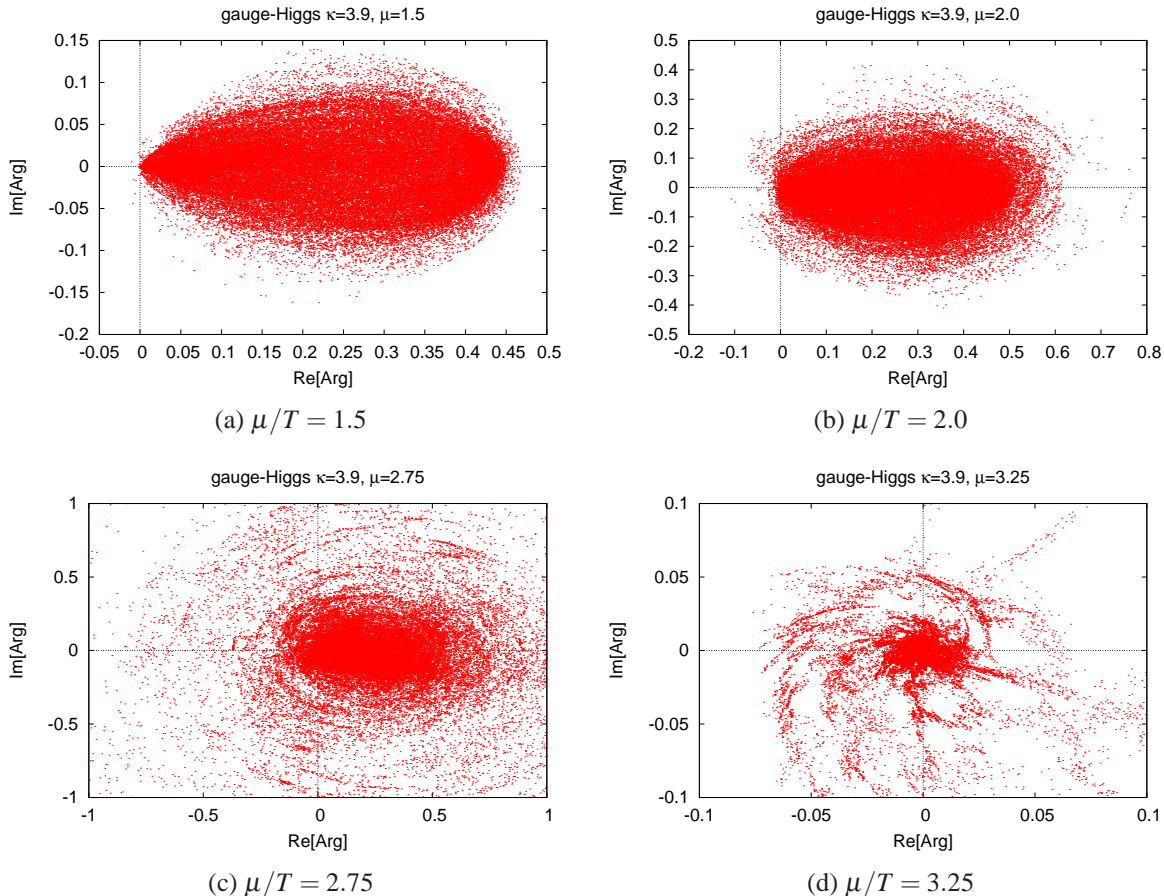 gauge-Higgs κ=3.9, μ=1.5
0.15
0.1
0.05
0
-0.05
-0.1
-0.15
-0.2
Im[Arg]
-0.05 0 0.05 0.1 0.15 0.2 0.25 0.3 0.35 0.4 0.45 0.5
Re[Arg]
(a) μ/T = 1.5
gauge-Higgs κ=3.9, μ=2.0
0.5
0.4
0.3
0.2
0.1
0
-0.1
-0.2
-0.3
-0.4
-0.5
Im[Arg]
-0.2 -0.1 0 0.1 0.2 0.3 0.4 0.5 0.6 0.7 0.8
Re[Arg]
(b) μ/T = 2.0
gauge-Higgs κ=3.9, μ=2.75
1
0.5
0
-0.5
-1
Im[Arg]
-1 -0.5 0 0.5 1
Re[Arg]
(c) μ/T = 2.75
gauge-Higgs κ=3.9, μ=3.25
0.1
0.05
0
-0.05
-0.1
Im[Arg]
-0.1 -0.05 0 0.05 0.1
Re[Arg]
(d) μ/T = 3.25